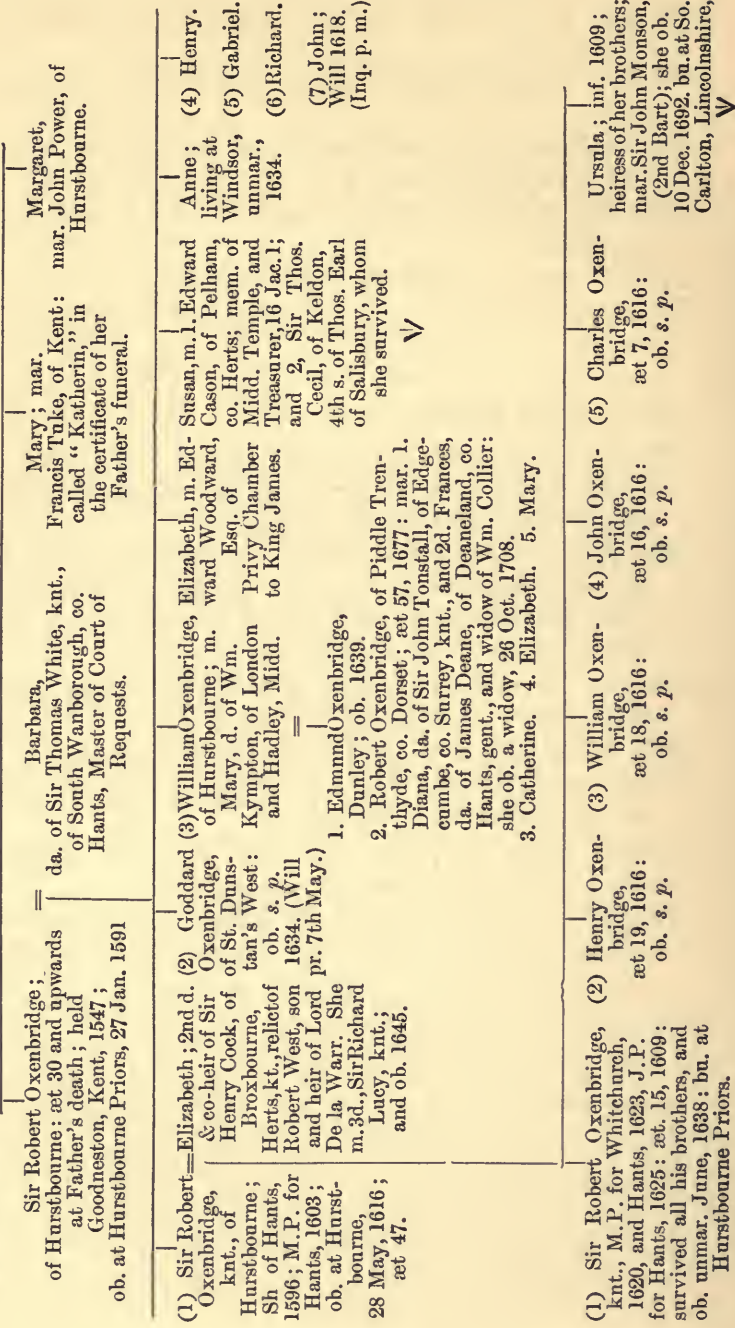 Sir Robert Oxenbridge;
of Hurstbourne: æt 30 and upwards
at Father's death; held
Goodneston, Kent, 1547;
ob. at Hurstbourne Priors, 27 Jan. 1591
=
Barbara,
da. of Sir Thomas White, knt.,
of South Wanborough, co.
Hants, Master of Court of
Requests.
Mary; mar.
Francis Tuke, of Kent:
called “Katherin,” in
the certificate of her
Father's funeral.
Margaret,
mar. John Power, of
Hurstbourne.
(1) Sir Robert
Oxenbridge,
knt., of
Hurstbourne;
Sh of Hants,
1596; M.P. for
Hants, 1603;
ob. at Hurst-
bourne,
28 May, 1616;
æt 47.
=
Elizabeth; 2nd d.
& co-heir of Sir
Henry Cock, of
Broxbourne,
Herts, kt., relict of
Robert West, son
and heir of Lord
De la Warr. She
m. 3d., Sir Richard
Lucy, knt.;
and ob. 1645.
(2) Goddard
Oxenbridge,
of St. Duns-
tan's West:
ob. s. p.
1634. (Will
pr. 7th May.)
(3) William Oxenbridge,
of Hurstbourne; m.
Mary, d. of Wm.
Kympton, of London
and Hadley, Midd.
=
1. Edmund Oxenbridge,
Dunley; ob. 1639.
2. Robert Oxenbridge, of Piddle Tren-
thyde, co. Dorset; æt 57, 1677: mar. 1.
Diana, da. of Sir John Tonstall, of Edge-
cumbe, co. Surrey, knt., and 2d. Frances,
da. of James Deane, of Deaneland, co.
Hants, gent., and widow of Wm. Collier:
she ob. a widow, 26 Oct. 1708.
3. Catherine. 4. Elizabeth. 5. Mary.
Elizabeth, m. Ed-
ward Woodward,
Esq. of
Privy Chamber
to King James.
Susan, m. 1. Edward
Cason, of Pelham,
co. Herts; mem. of
Midd. Temple, and
Treasurer, 16 Jac. 1;
and 2, Sir Thos.
Cecil, of Keldon,
4th s. of Thos. Earl
of Salisbury, whom
she survived.
Anne;
living at
Windsor,
unmar.,
1634.
(4) Henry.
(5) Gabriel.
(6) Richard.
(7) John;
Will 1618.
(Inq. p. m.)
(1) Sir Robert Oxenbridge,
knt., M.P. for Whitchurch,
1620, and Hants, 1623, J.P.
for Hants, 1625: æt. 15, 1609:
survived all his brothers, and
ob. unmar. June, 1638: bu. at
Hurstbourne Priors.
(2) Henry Oxen-
bridge,
æt 19, 1616:
ob. s. p.
(3) William Oxen-
bridge,
æt 18, 1616:
ob. s. p.
(4) John Oxen-
bridge,
æt 16, 1616:
ob. s. p.
(5) Charles Oxen-
bridge,
æt 7, 1616:
ob. s. p.
Ursula; inf. 1609;
heiress of her brothers;
mar. Sir John Monson,
(2nd Bart); she ob.
10 Dec. 1692. bu. at So.
Carlton, Lincolnshire,